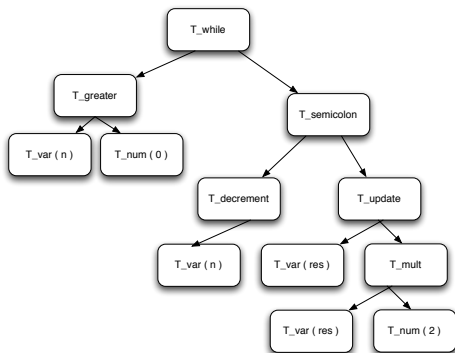 T_while
T_greater
T_semicolon
T_var ( n )
T_num ( 0 )
T_decrement
T_update
T_var ( n )
T_var ( res )
T_mult
T_var ( res )
T_num ( 2 )